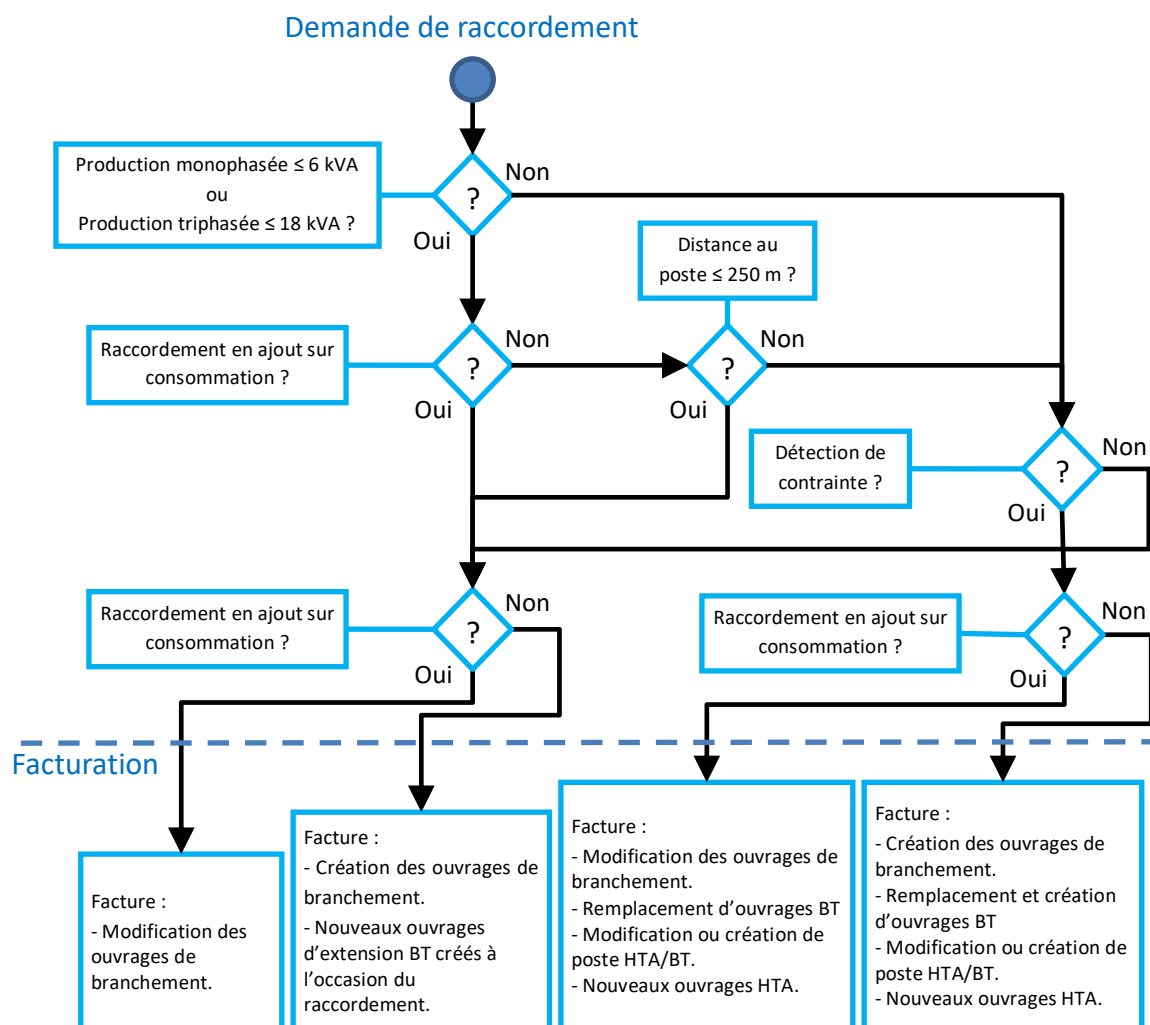 Demande de raccordement
Production monophasée ≤ 6 kVA
ou
Production triphasée ≤ 18 kVA ?
?
Non
Oui
Distance au
poste ≤ 250 m ?
Raccordement en ajout sur
consommation ?
?
Non
Oui
?
Non
Oui
Détection de
contrainte ?
?
Non
Oui
Raccordement en ajout sur
consommation ?
?
Non
Oui
Raccordement en ajout sur
consommation ?
?
Non
Oui
Facturation
Facture :
- Modification des
ouvrages de
branchement.
Facture :
- Création des ouvrages de
branchement.
- Nouveaux ouvrages
d’extension BT créés à
l’occasion du
raccordement.
Facture :
- Modification des ouvrages de
branchement.
- Remplacement d’ouvrages BT
- Modification ou création de
poste HTA/BT.
- Nouveaux ouvrages HTA.
Facture :
- Création des ouvrages de
branchement.
- Remplacement et création
d’ouvrages BT
- Modification ou création de
poste HTA/BT.
- Nouveaux ouvrages HTA.